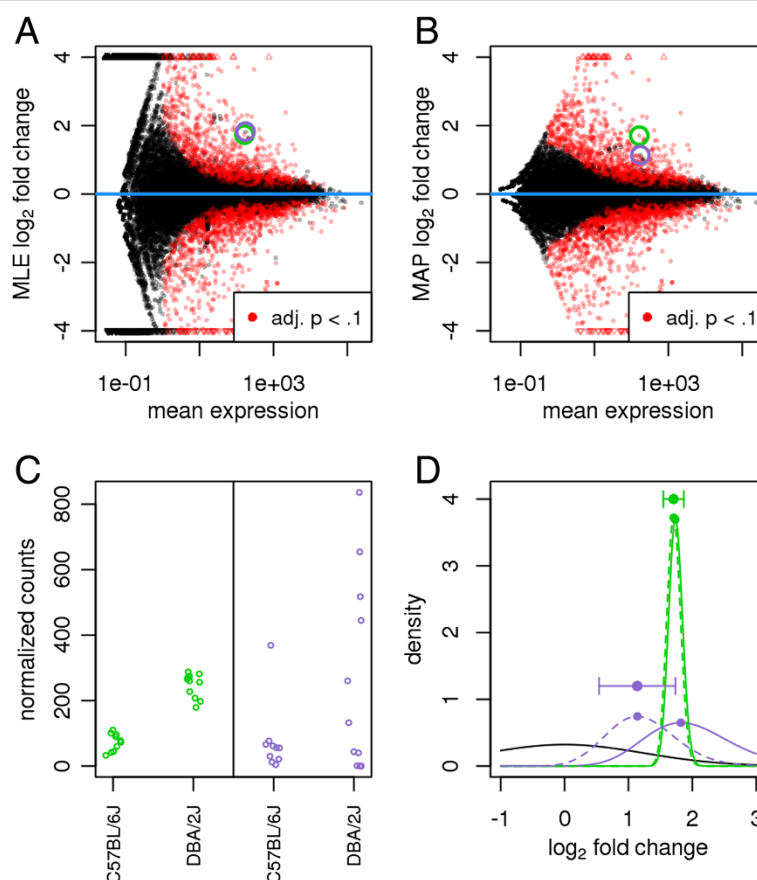 A
B
4
2
0
-2
-4
MLE log2 fold change
adj. p < .1
1e-01
1e+03
mean expression
4
2
0
-2
-4
MAP log2 fold change
adj. p < .1
1e-01
1e+03
mean expression
C
D
800
600
400
200
0
normalized counts
C57BL/6J
DBA/2J
C57BL/6J
DBA/2J
4
3
2
1
0
density
-1
0
1
2
3
log2 fold change